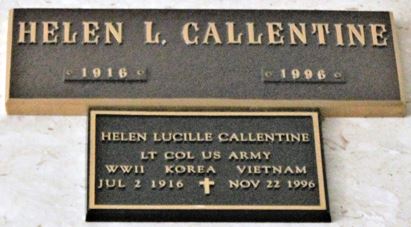 HELEN L. CALLENTINE
1916 1996
HELEN LUCILLE CALLENTINE
LT COL US ARMY
WWII KOREA VIETNAM
JUL 2 1916 NOV 22 1996